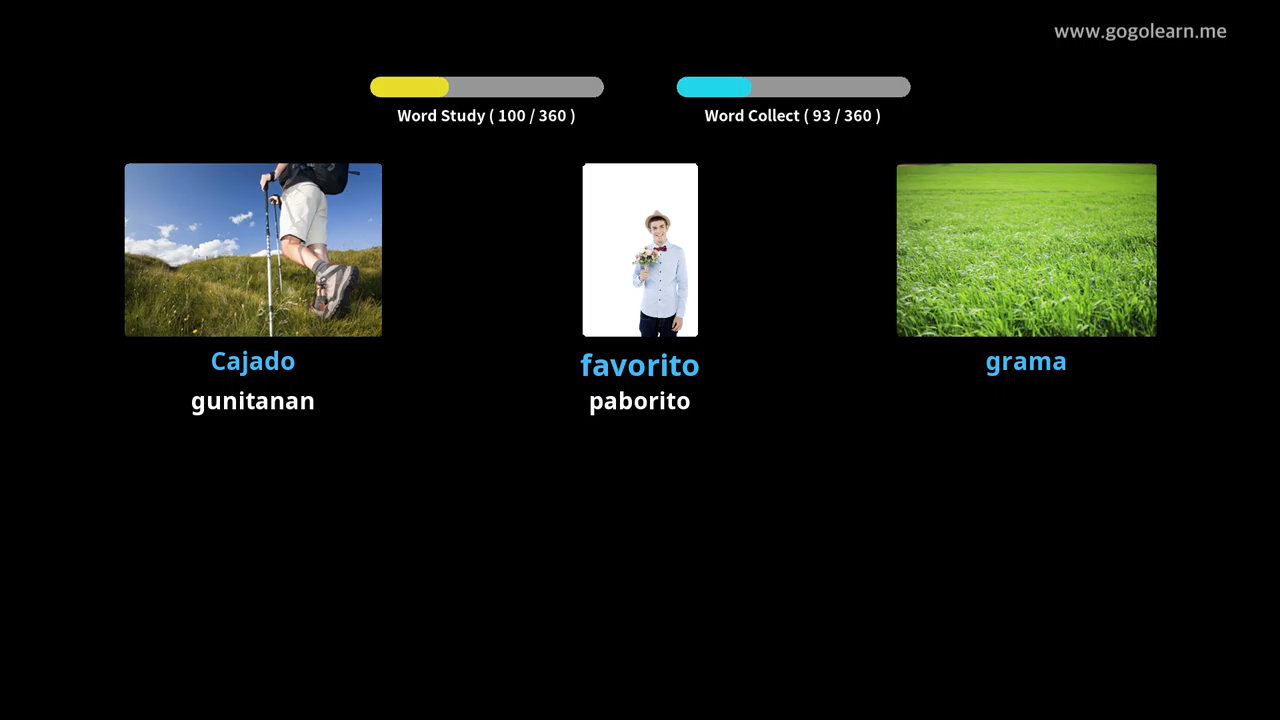 www.gogolearn.me
Word Study ( 100 / 360 )
Word Collect ( 93 / 360 )
Cajado
gunitanan
favorito
paborito
grama